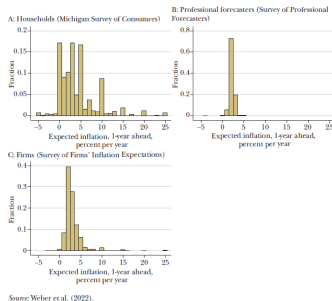 A: Households (Michigan Survey of Consumers)
0.2
0.15
0.1
0.05
0
Fraction
−5 0 5 10 15 20 25
Expected inflation, 1-year ahead,
percent per year
B: Professional forecasters (Survey of Professional
Forecasters)
0.8
0.6
0.4
0.2
0
Fraction
−5 0 5 10 15 20 25
Expected inflation, 1-year ahead,
percent per year
C: Firms (Survey of Firms' Inflation Expectations)
0.4
0.3
0.2
0.1
0
Fraction
−5 0 5 10 15 20 25
Expected inflation, 1-year ahead,
percent per year
Source: Weber et al. (2022).